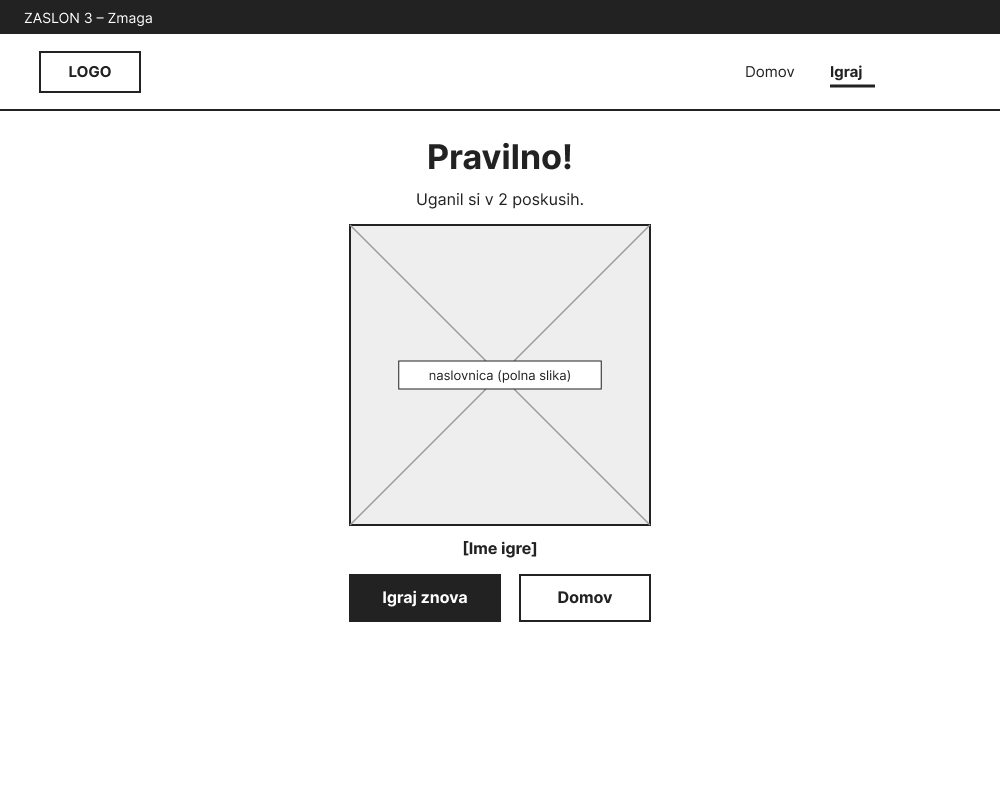 ZASLON 3 – Zmaga
LOGO
Domov
Igraj
Pravilno!
Uganil si v 2 poskusih.
naslovnica (polna slika)
[Ime igre]
Igraj znova
Domov